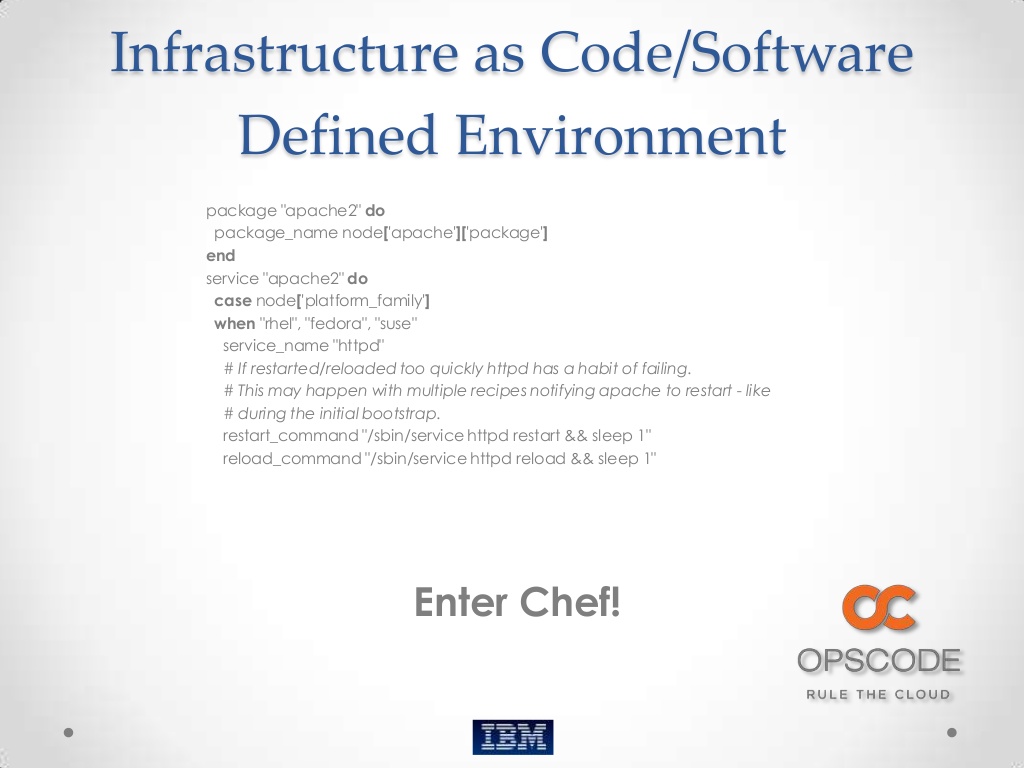 Infrastructure as Code/Software
Defined Environment
package "apache2" do
package_name node['apache']['package']
end
service "apache2" do
case node['platform_family']
when "rhel", "fedora", "suse"
service_name "httpd"
# If restarted/reloaded too quickly httpd has a habit of failing.
# This may happen with multiple recipes notifying apache to restart - like
# during the initial bootstrap.
restart_command "/sbin/service httpd restart && sleep 1"
reload_command "/sbin/service httpd reload && sleep 1"
Enter Chef!
OC
OPSCODE
RULE THE CLOUD
IBM